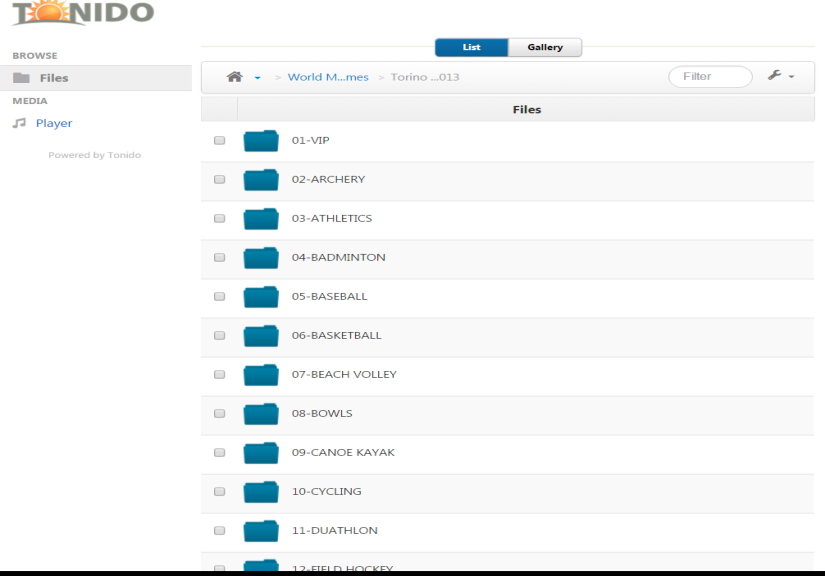 TONIDO
BROWSE
Files
MEDIA
Player
Powered by Tonido
List
Gallery
> World M...mes > Torino ...013
Filter
Files
01-VIP
02-ARCHERY
03-ATHLETICS
04-BADMINTON
05-BASEBALL
06-BASKETBALL
07-BEACH VOLLEY
08-BOWLS
09-CANOE KAYAK
10-CYCLING
11-DUATHLON
12-FIELD HOCKEY